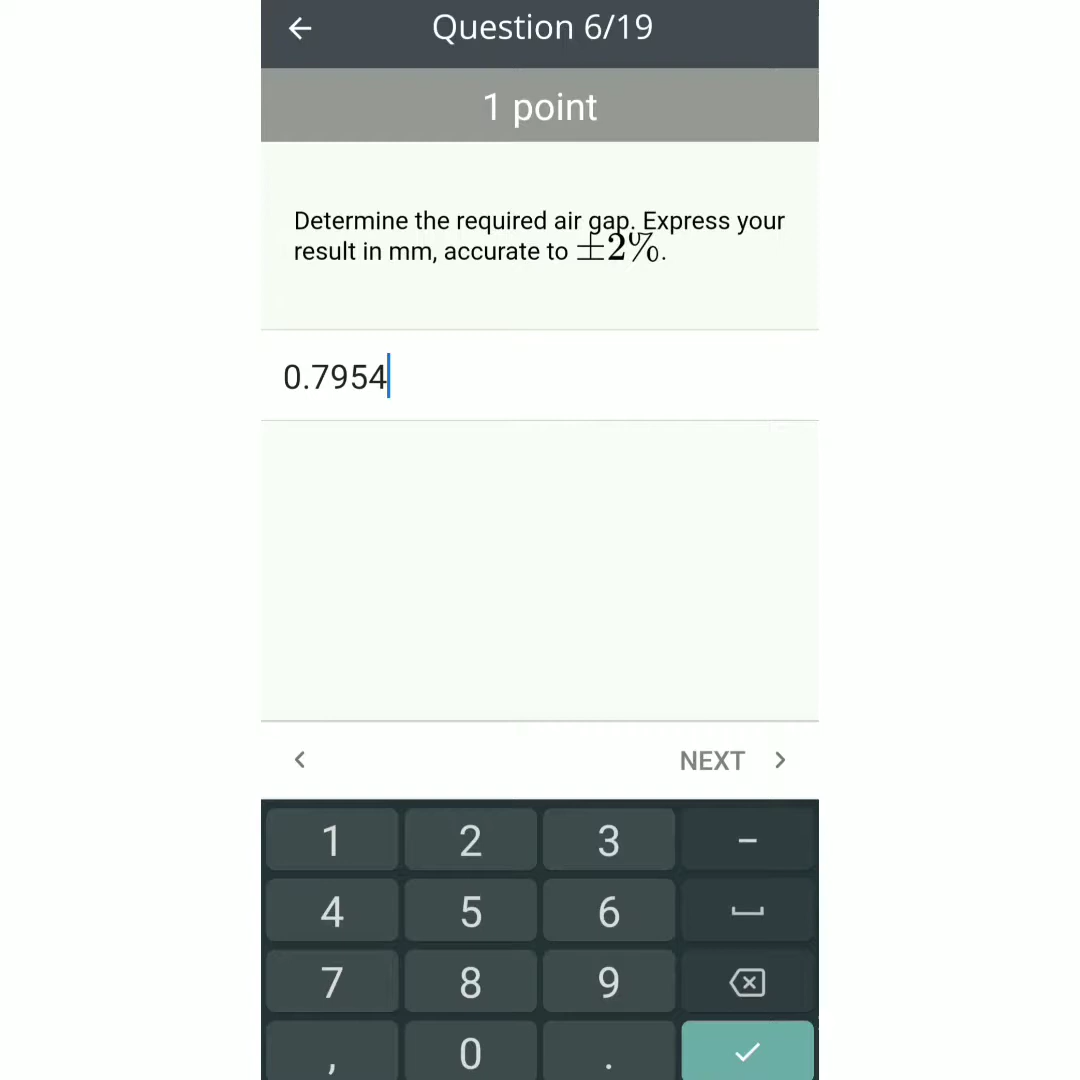 Question 6/19
1 point
Determine the required air gap. Express your
result in mm, accurate to ±2%.
0.7954
NEXT
1 2 3 –
4 5 6
7 8 9
, 0 .